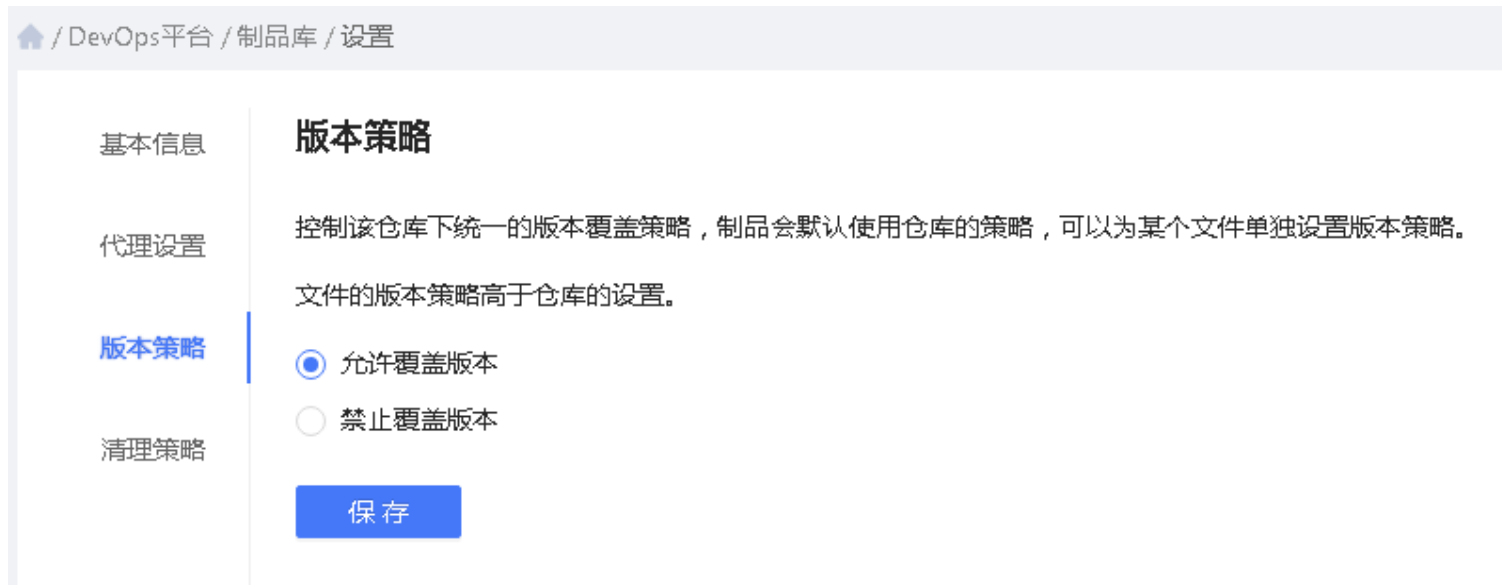 / DevOps平台 / 制品库 / 设置
基本信息
代理设置
版本策略
清理策略
版本策略
控制该仓库下统一的版本覆盖策略，制品会默认使用仓库的策略，可以为某个文件单独设置版本策略。
文件的版本策略高于仓库的设置。
允许覆盖版本
禁止覆盖版本
保存